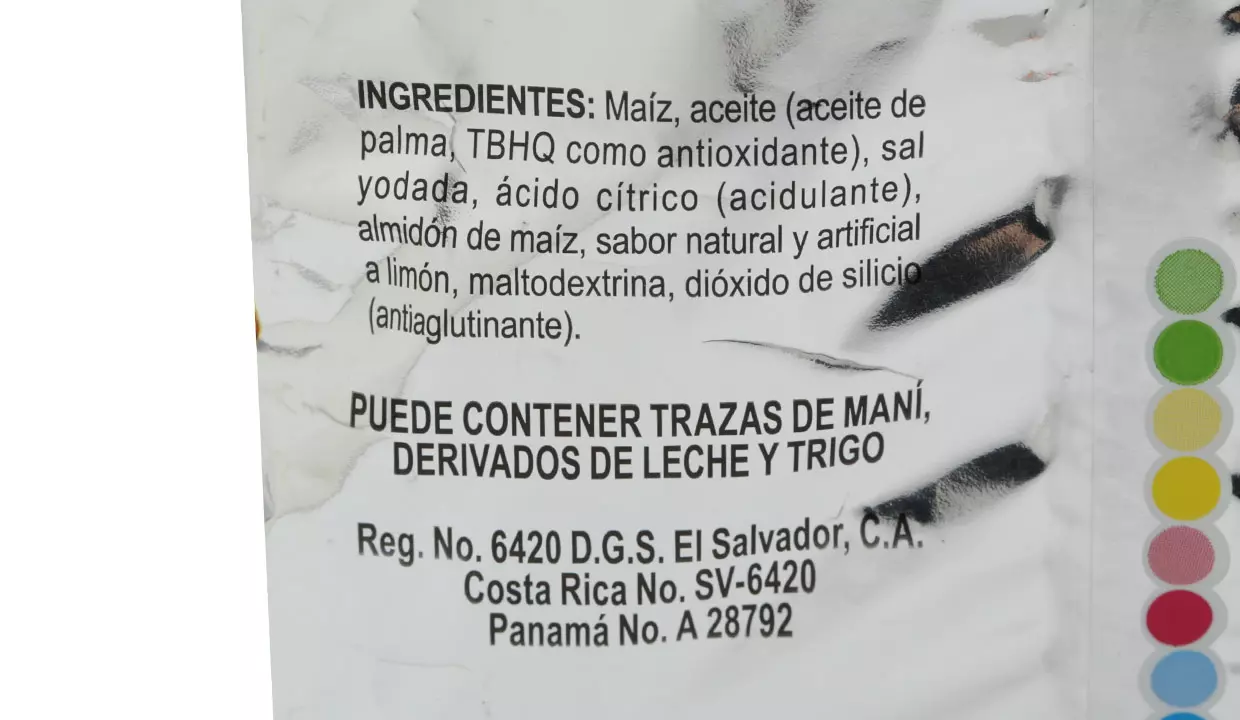 INGREDIENTES: Maíz, aceite (aceite de
palma, TBHQ como antioxidante), sal
yodada, ácido cítrico (acidulante),
almidón de maíz, sabor natural y artificial
a limón, maltodextrina, dióxido de silicio
(antiaglutinante).
PUEDE CONTENER TRAZAS DE MANÍ,
DERIVADOS DE LECHE Y TRIGO
Reg. No. 6420 D.G.S. El Salvador, C.A.
Costa Rica No. SV-6420
Panamá No. A 28792